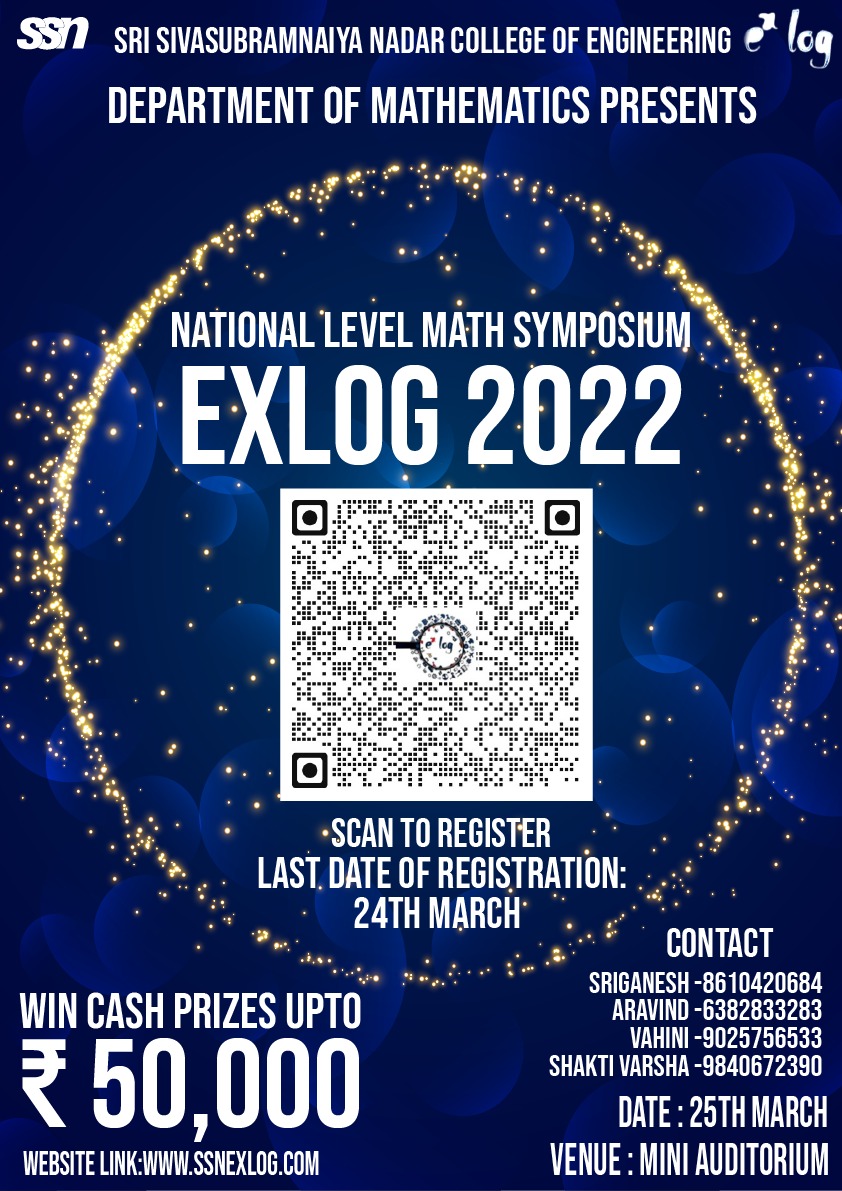 ssn
SRI SIVASUBRAMNAIYA NADAR COLLEGE OF ENGINEERING
e^x log
DEPARTMENT OF MATHEMATICS PRESENTS
NATIONAL LEVEL MATH SYMPOSIUM
EXLOG 2022
e^x log
SCAN TO REGISTER
LAST DATE OF REGISTRATION:
24TH MARCH
CONTACT
SRIGANESH -8610420684
ARAVIND -6382833283
VAHINI -9025756533
SHAKTI VARSHA -9840672390
WIN CASH PRIZES UPTO
₹ 50,000
WEBSITE LINK:WWW.SSNEXLOG.COM
DATE : 25TH MARCH
VENUE : MINI AUDITORIUM